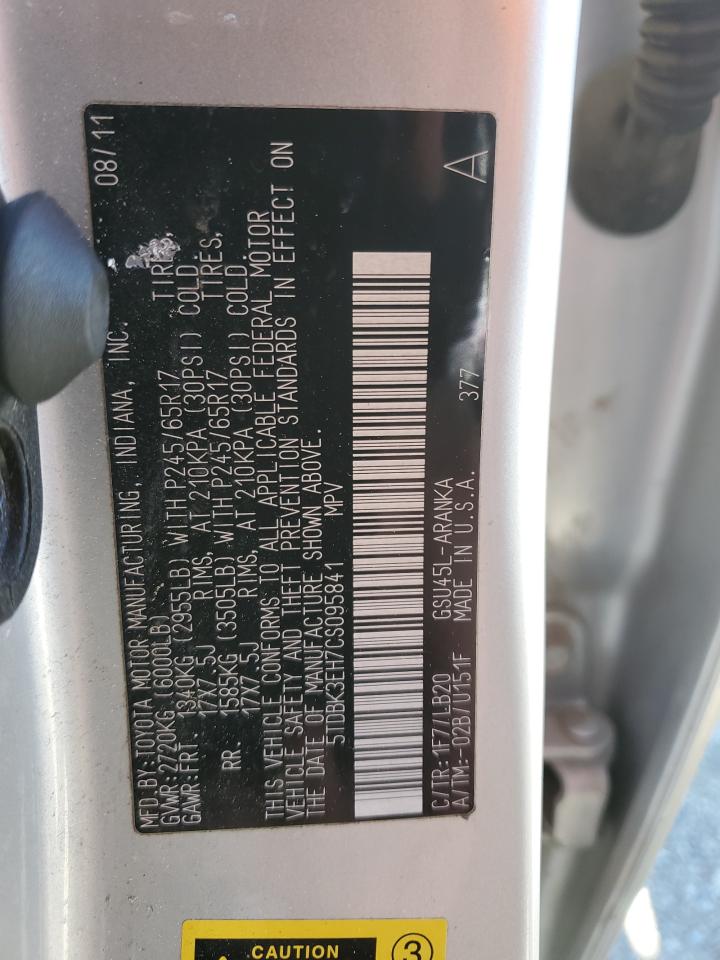 MFD.BY:TOYOTA MOTOR MANUFACTURING, INDIANA, INC. 08/11
GVWR:2720KG (6000LB)
GAWR:FRT. 1340KG (2955LB) WITH P245/65R17 TIRES,
17X7.5J RIMS, AT 210KPA (30PSI) COLD.
RR. 1585KG (3505LB) WITH P245/65R17 TIRES,
17X7.5J RIMS, AT 210KPA (30PSI) COLD.
THIS VEHICLE CONFORMS TO ALL APPLICABLE FEDERAL MOTOR
VEHICLE SAFETY AND THEFT PREVENTION STANDARDS IN EFFECT ON
THE DATE OF MANUFACTURE SHOWN ABOVE.
5TDBK3EH7CS095841 MPV
C/TR:1F7/LB20 GSU45L-ARANKA
A/TM:-02B/U151F MADE IN U.S.A. 377 A
CAUTION 3